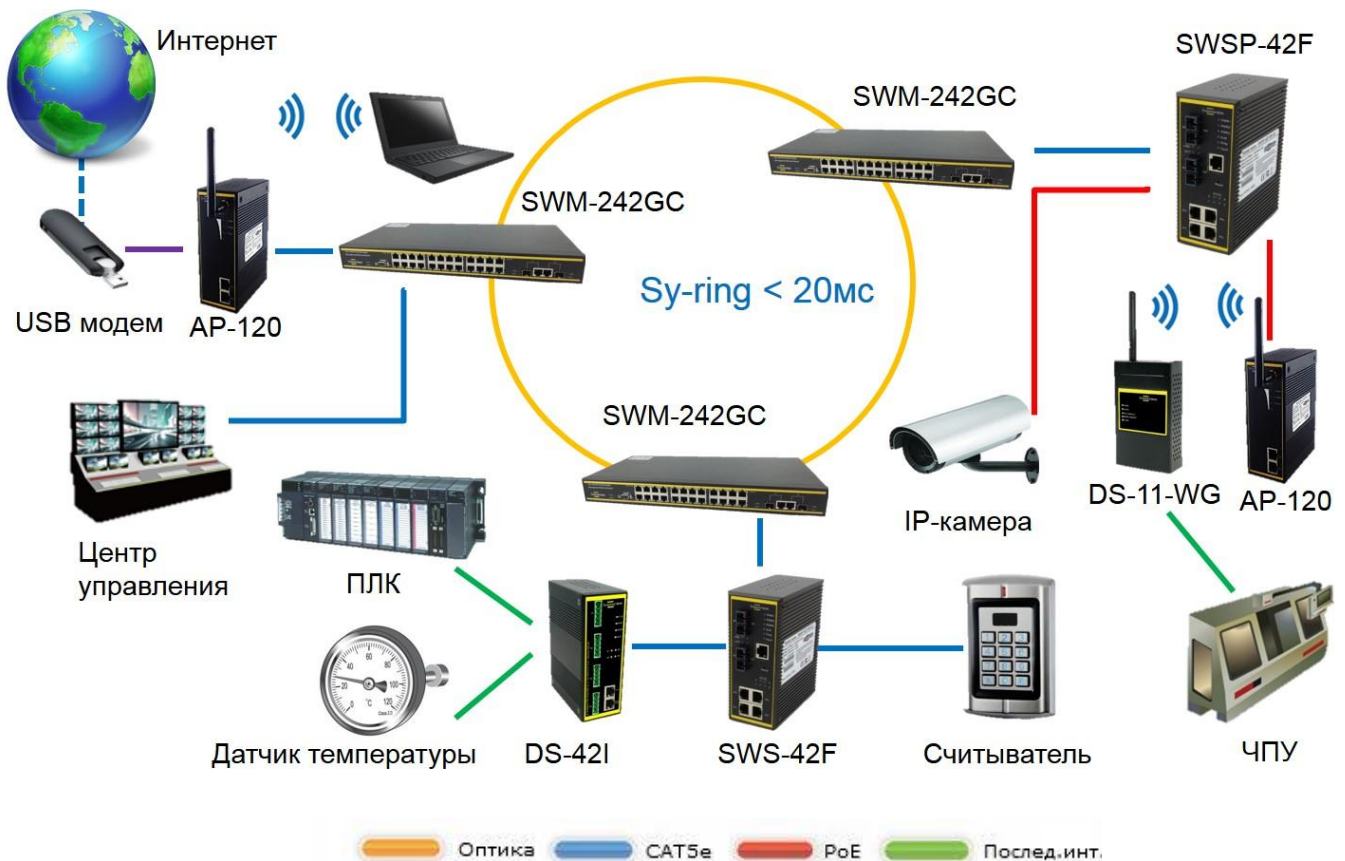 Интернет
SWSP-42F
SWM-242GC
SWM-242GC
Sy-ring < 20мс
USB модем
AP-120
SWM-242GC
DS-11-WG
AP-120
IP-камера
Центр
управления
ПЛК
Датчик температуры
DS-42I
SWS-42F
Считыватель
ЧПУ
Оптика
CAT5e
PoE
Послед.инт.